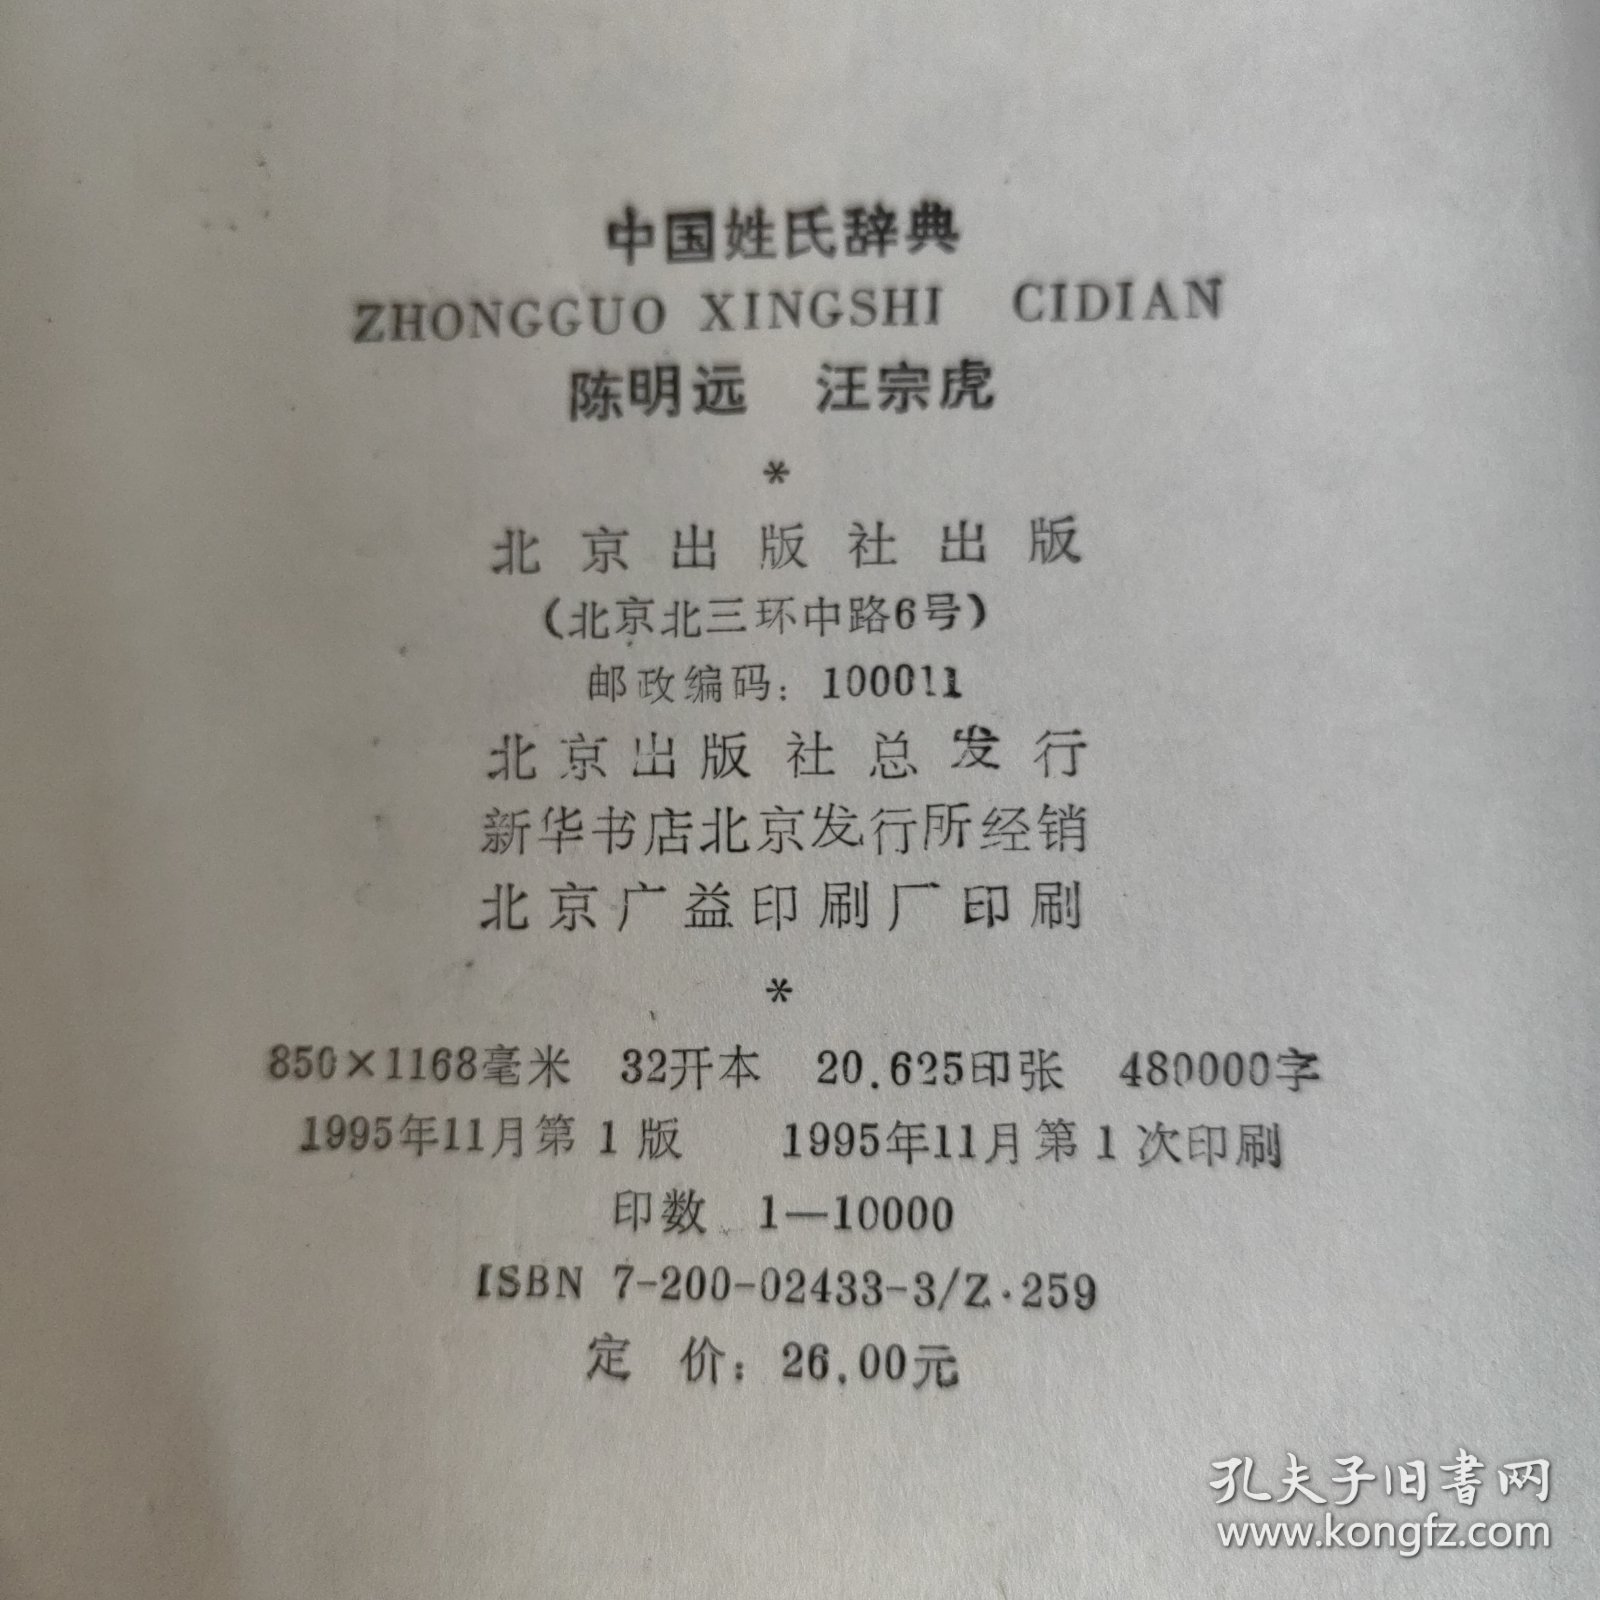 中国姓氏辞典
ZHONGGUO XINGSHI CIDIAN
陈明远 汪宗虎
*
北京出版社出版
(北京北三环中路6号)
邮政编码: 100011
北京出版社总发行
新华书店北京发行所经销
北京广益印刷厂印刷
*
850×1168毫米 32开本 20.625印张 480000字
1995年11月第1版 1995年11月第1次印刷
印数 1—10000
ISBN 7-200-02433-3/Z·259
定 价: 26.00元
孔夫子旧书网
www.kongfz.com